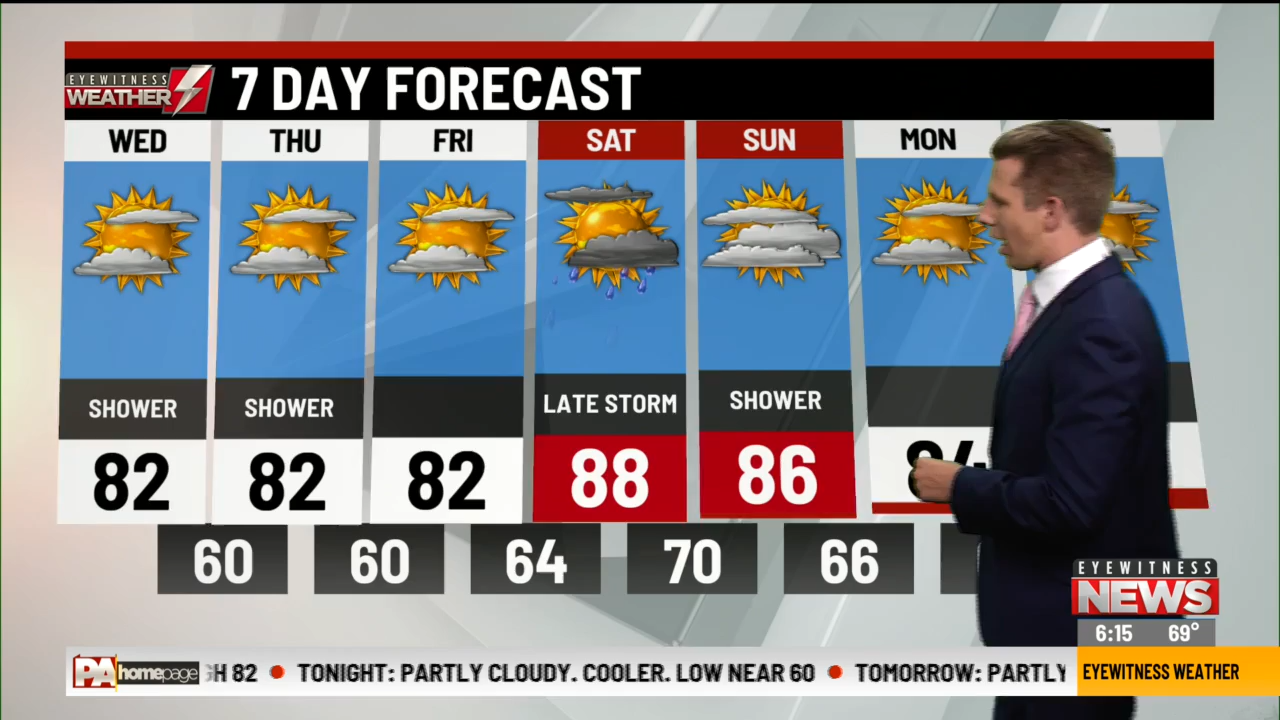 EYEWITNESS
WEATHER
7 DAY FORECAST
WED THU FRI SAT SUN MON
SHOWER SHOWER LATE STORM SHOWER
82 82 82 88 86
60 60 64 70 66
EYEWITNESS
NEWS
6:15 69°
PA homepage H 82 • TONIGHT: PARTLY CLOUDY. COOLER. LOW NEAR 60 • TOMORROW: PARTLY
EYEWITNESS WEATHER